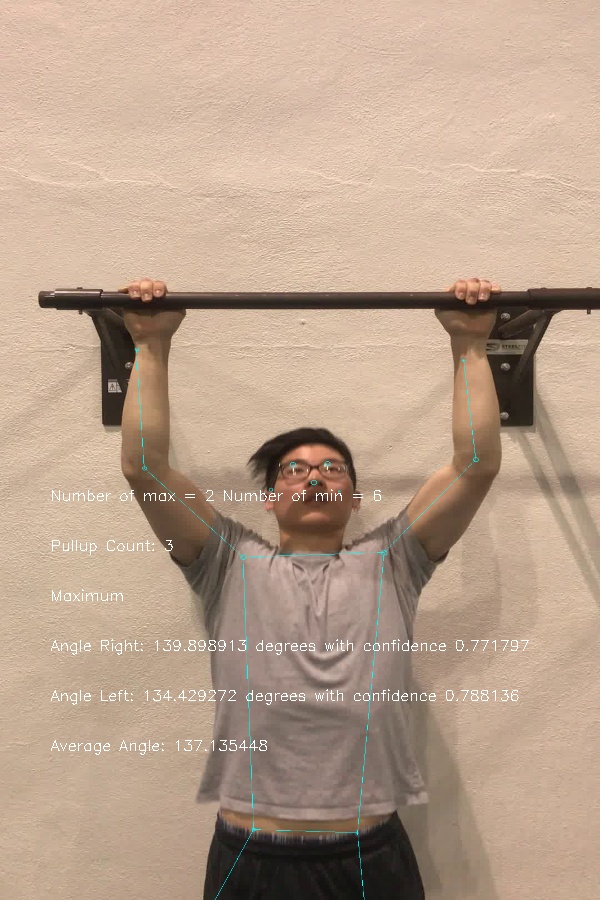 Number of max = 2 Number of min = 6
Pullup Count: 3
Maximum
Angle Right: 139.898913 degrees with confidence 0.771797
Angle Left: 134.429272 degrees with confidence 0.788136
Average Angle: 137.135448